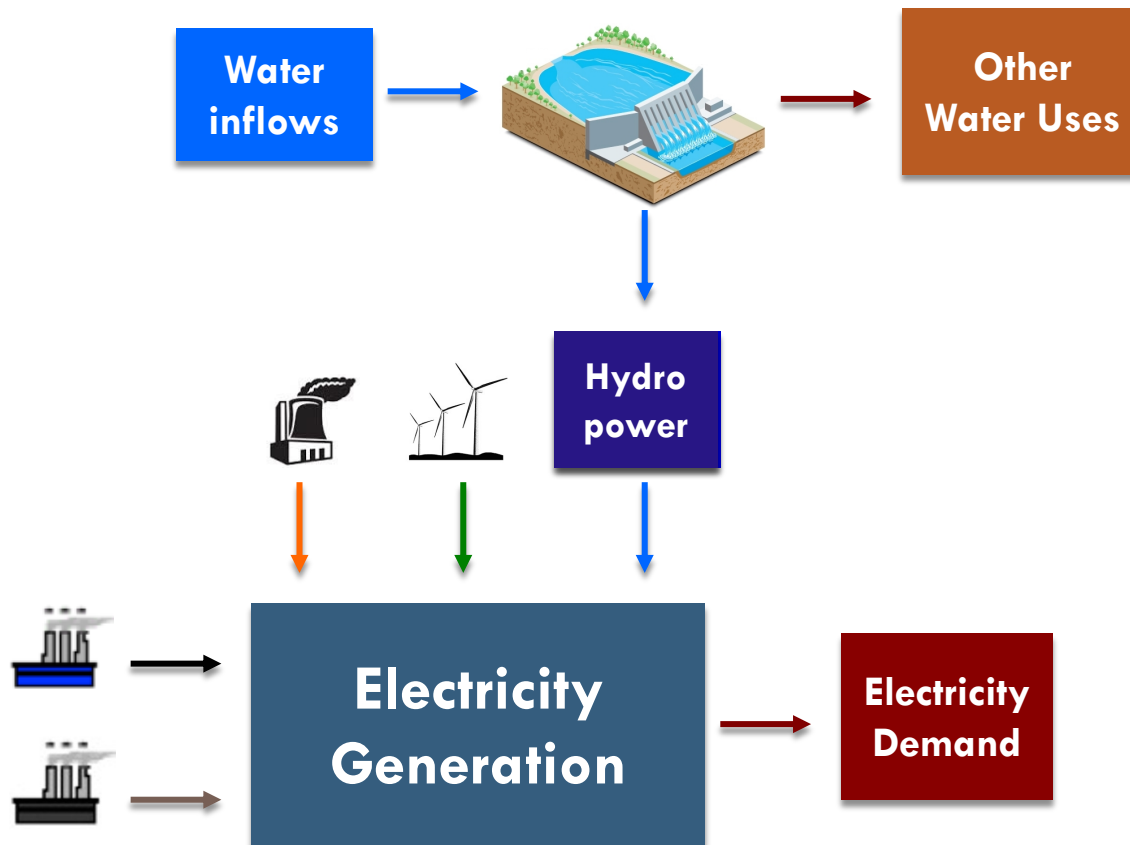 Water
inflows
Other
Water Uses
Hydro
power
Electricity
Generation
Electricity
Demand